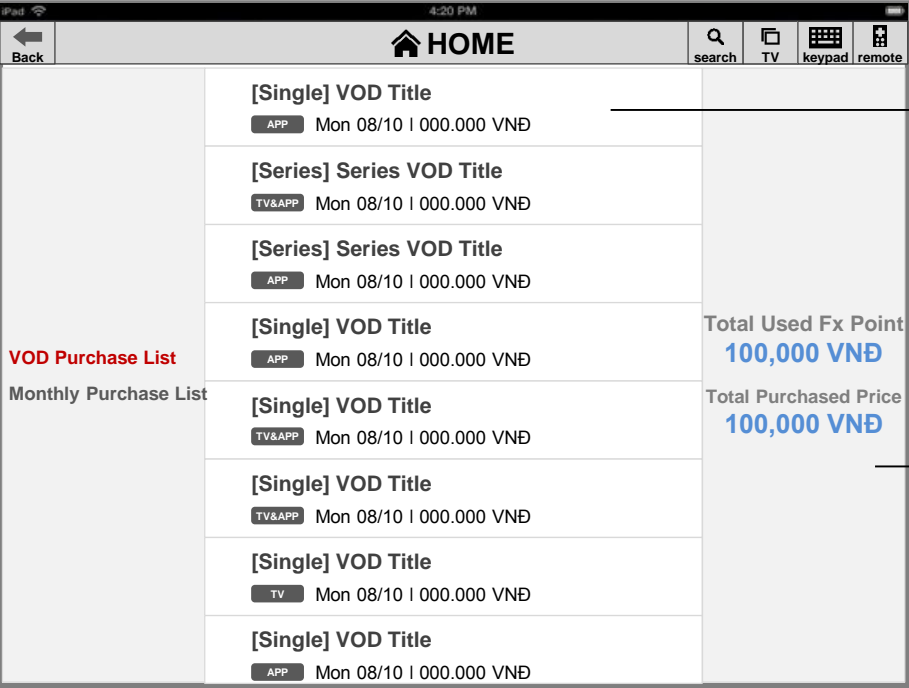 iPad 4:20 PM
Back HOME search TV keypad remote
[Single] VOD Title
APP Mon 08/10 | 000.000 VNĐ
[Series] Series VOD Title
TV&APP Mon 08/10 | 000.000 VNĐ
[Series] Series VOD Title
APP Mon 08/10 | 000.000 VNĐ
[Single] VOD Title
APP Mon 08/10 | 000.000 VNĐ
[Single] VOD Title
TV&APP Mon 08/10 | 000.000 VNĐ
[Single] VOD Title
TV&APP Mon 08/10 | 000.000 VNĐ
[Single] VOD Title
TV Mon 08/10 | 000.000 VNĐ
[Single] VOD Title
APP Mon 08/10 | 000.000 VNĐ
VOD Purchase List
Monthly Purchase List
Total Used Fx Point
100,000 VNĐ
Total Purchased Price
100,000 VNĐ